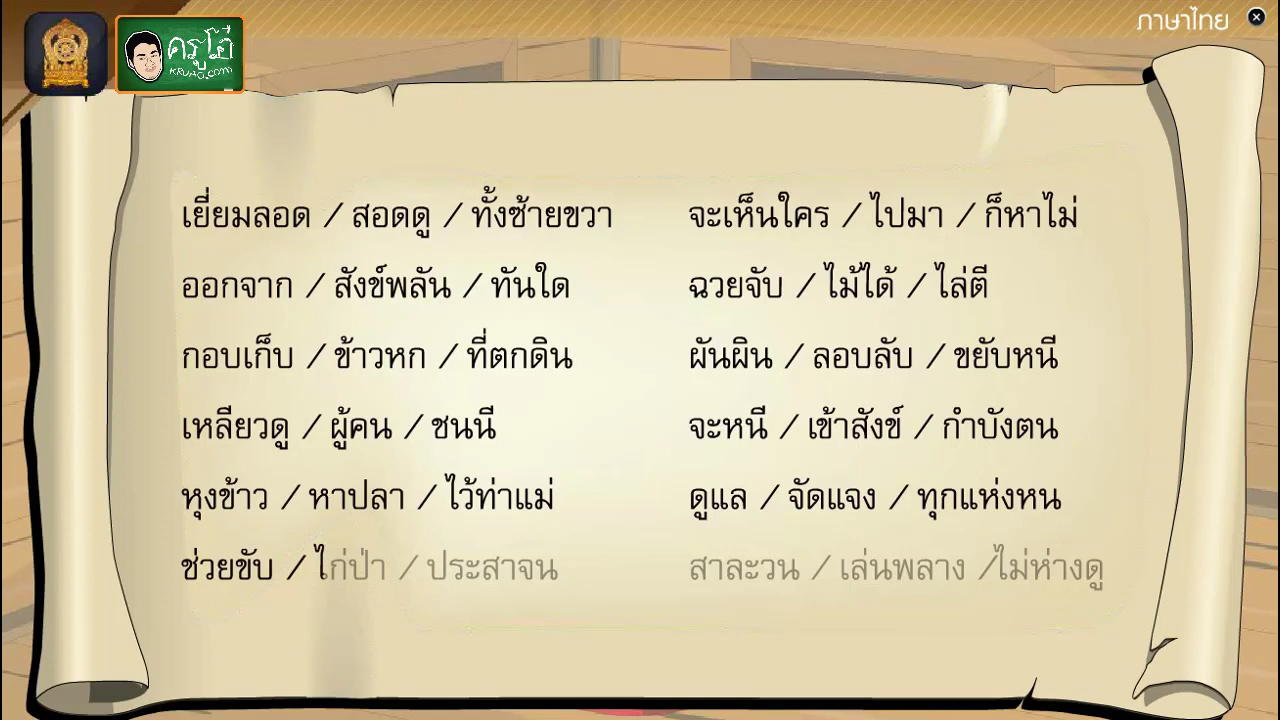 ครูโอ๋
KRUHO.COM
ภาษาไทย
เยี่ยมลอด / สอดดู / ทั้งซ้ายขวา จะเห็นใคร / ไปมา / ก็หาไม่
ออกจาก / สังข์พลัน / ทันใด ฉวยจับ / ไม้ได้ / ไล่ตี
กอบเก็บ / ข้าวหก / ที่ตกดิน ผันผิน / ลอบลับ / ขยับหนี
เหลียวดู / ผู้คน / ชนนี จะหนี / เข้าสังข์ / กำบังตน
หุงข้าว / หาปลา / ไว้ท่าแม่ ดูแล / จัดแจง / ทุกแห่งหน
ช่วยขับ / ไก่ป่า / ประสาจน สาละวน / เล่นพลาง /ไม่ห่างดู